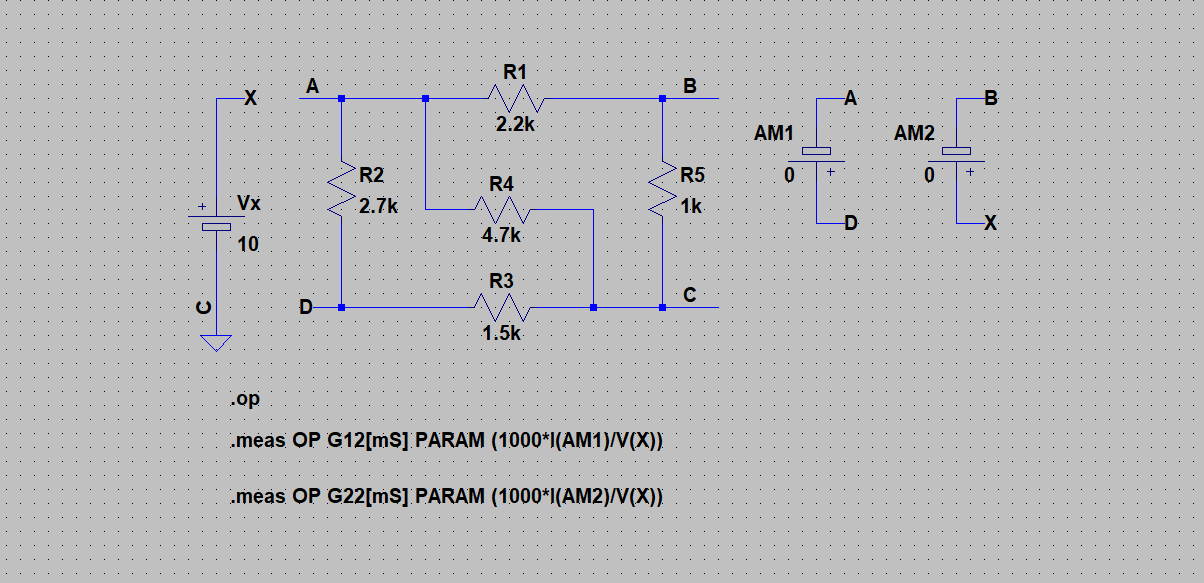 X
+
Vx
10
C
A
R1
2.2k
B
R2
2.7k
R4
4.7k
R5
1k
D
R3
1.5k
C
AM1
A
0
+
D
AM2
B
0
+
X
.op
.meas OP G12[mS] PARAM (1000*I(AM1)/V(X))
.meas OP G22[mS] PARAM (1000*I(AM2)/V(X))